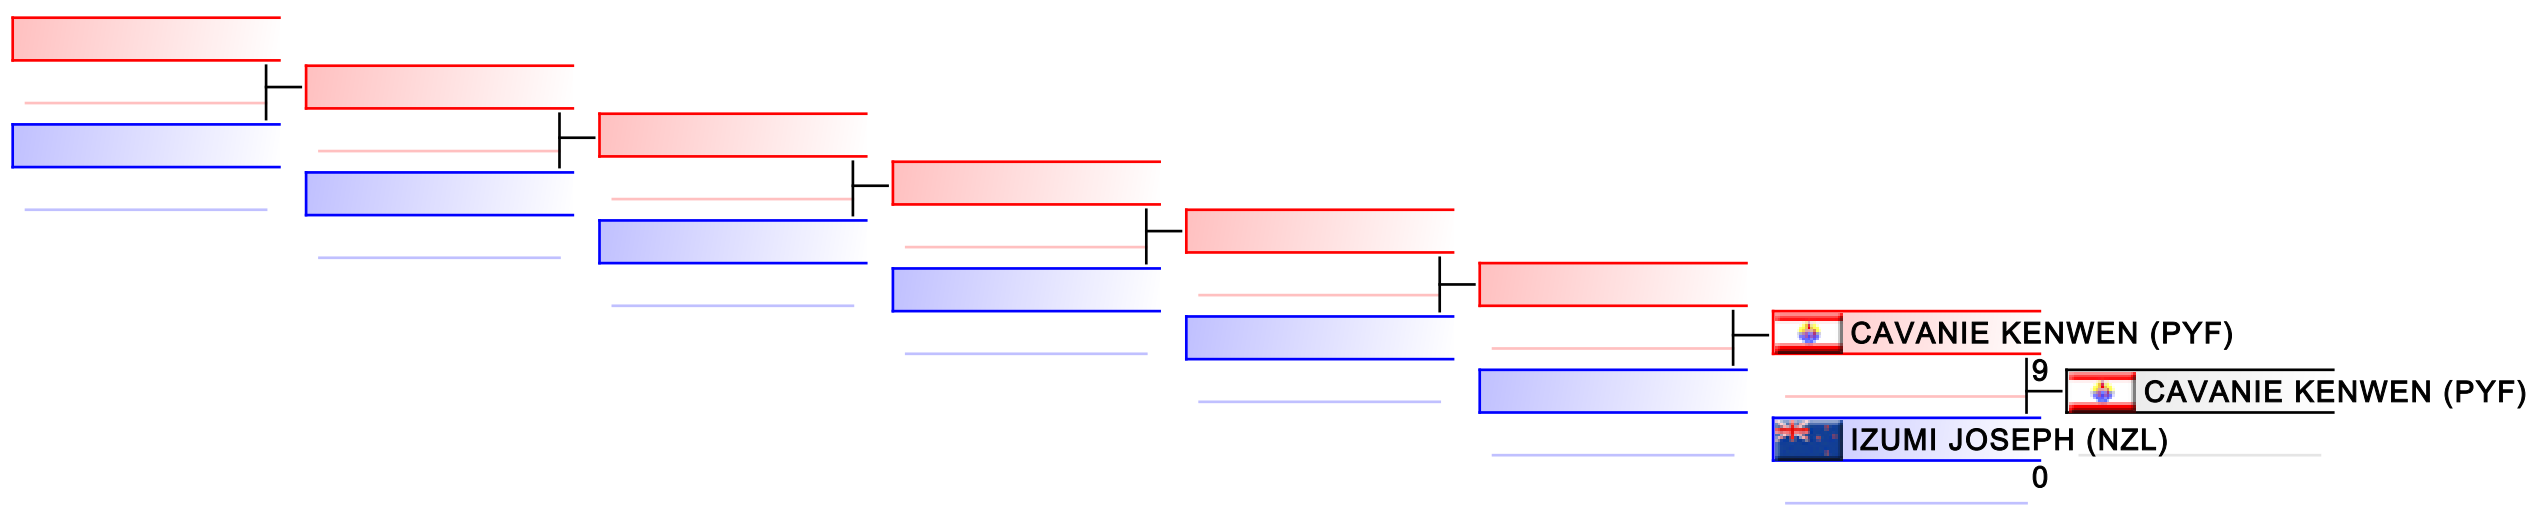 CAVANIE KENWEN (PYF)
9
CAVANIE KENWEN (PYF)
IZUMI JOSEPH (NZL)
0